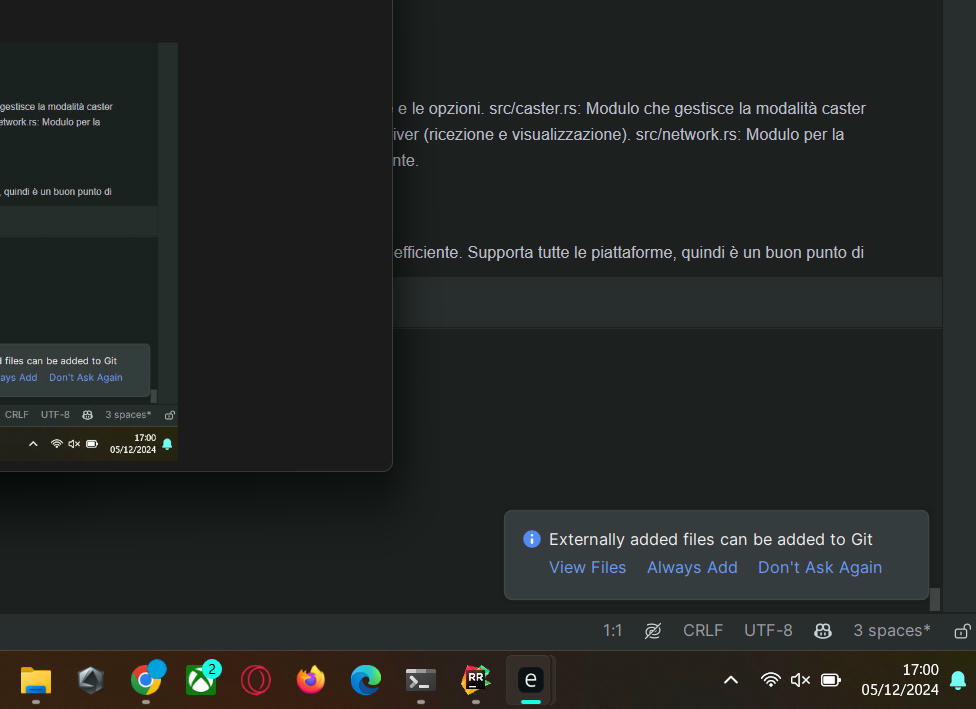 gestisce la modalità caster
etwork.rs: Modulo per la
, quindi è un buon punto di
files can be added to Git
ays Add Don't Ask Again
CRLF UTF-8 3 spaces*
17:00
05/12/2024
e le opzioni. src/caster.rs: Modulo che gestisce la modalità caster
iver (ricezione e visualizzazione). src/network.rs: Modulo per la
nte.
efficiente. Supporta tutte le piattaforme, quindi è un buon punto di
Externally added files can be added to Git
View Files Always Add Don't Ask Again
1:1 CRLF UTF-8 3 spaces*
2
RR
e
17:00
05/12/2024